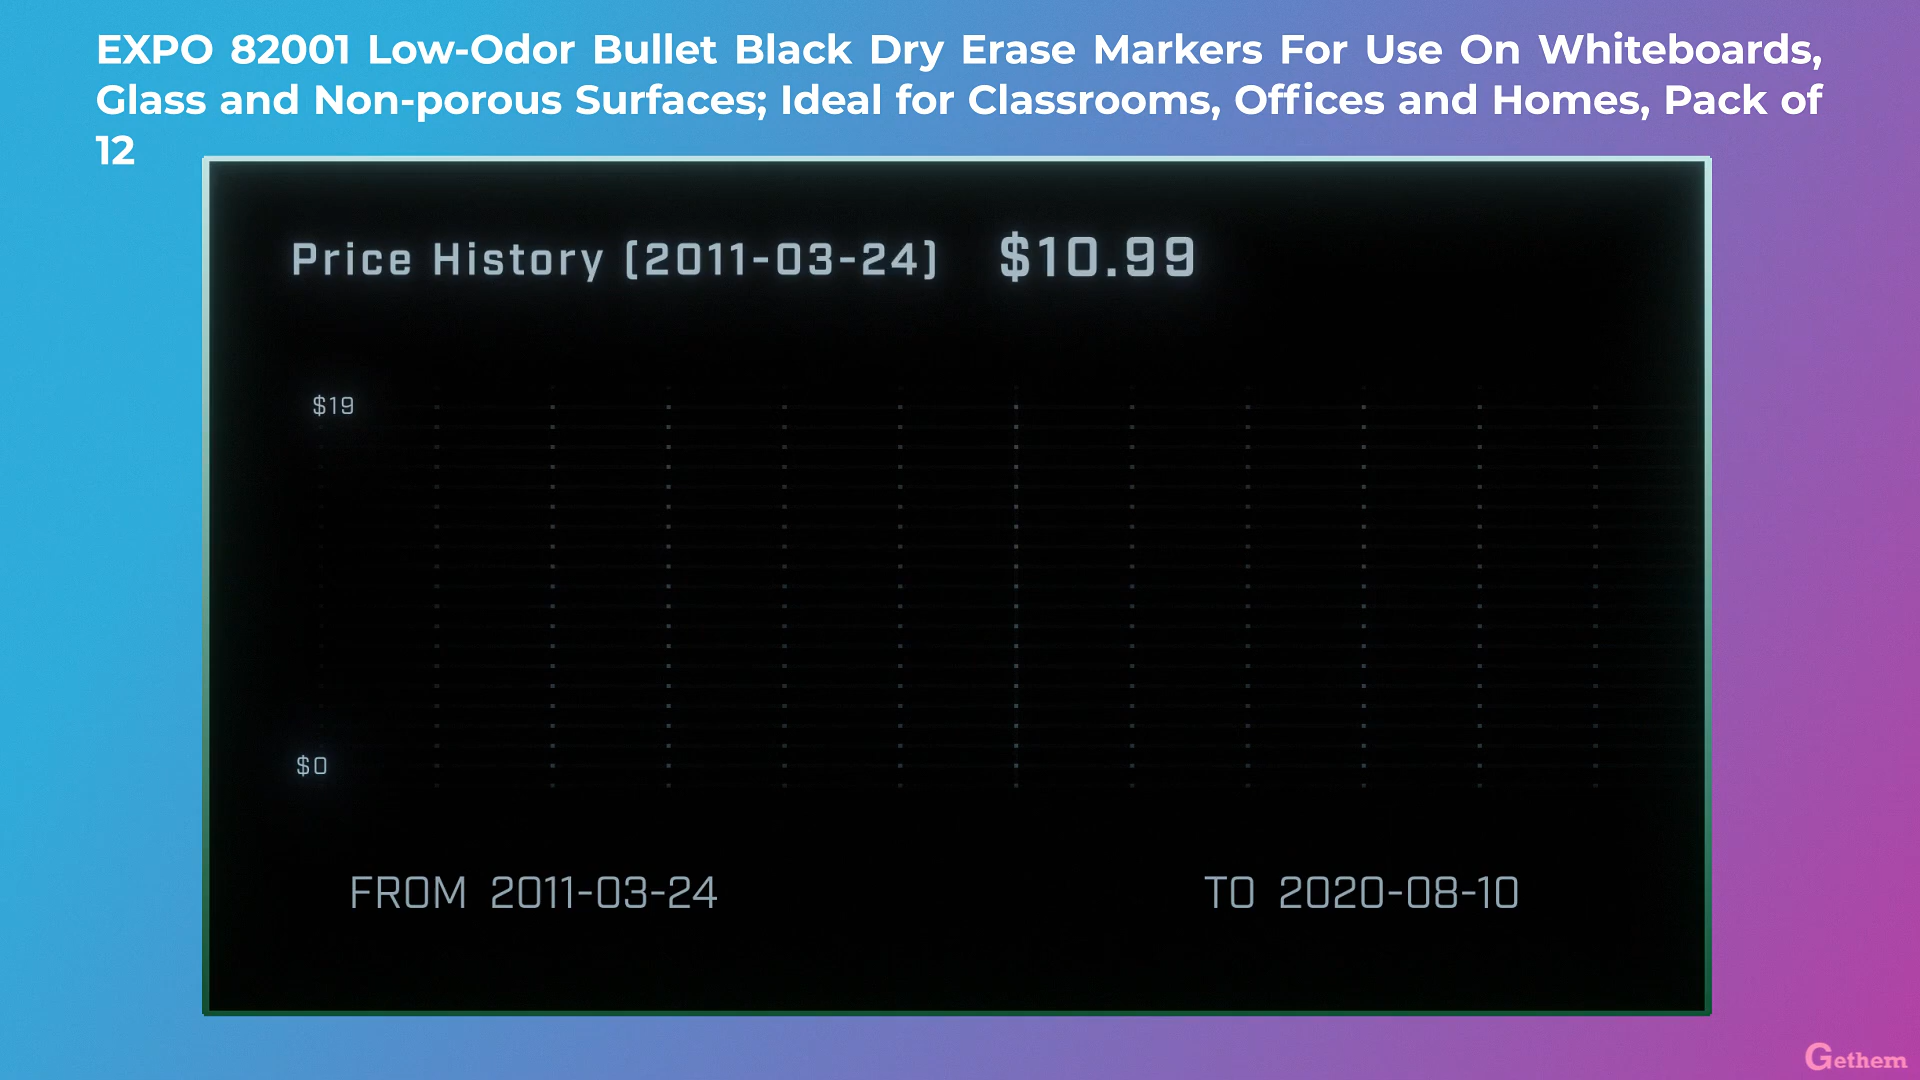 EXPO 82001 Low-Odor Bullet Black Dry Erase Markers For Use On Whiteboards,
Glass and Non-porous Surfaces; Ideal for Classrooms, Offices and Homes, Pack of
12
Price History (2011-03-24) $10.99
$19
$0
FROM 2011-03-24 TO 2020-08-10
Gethem